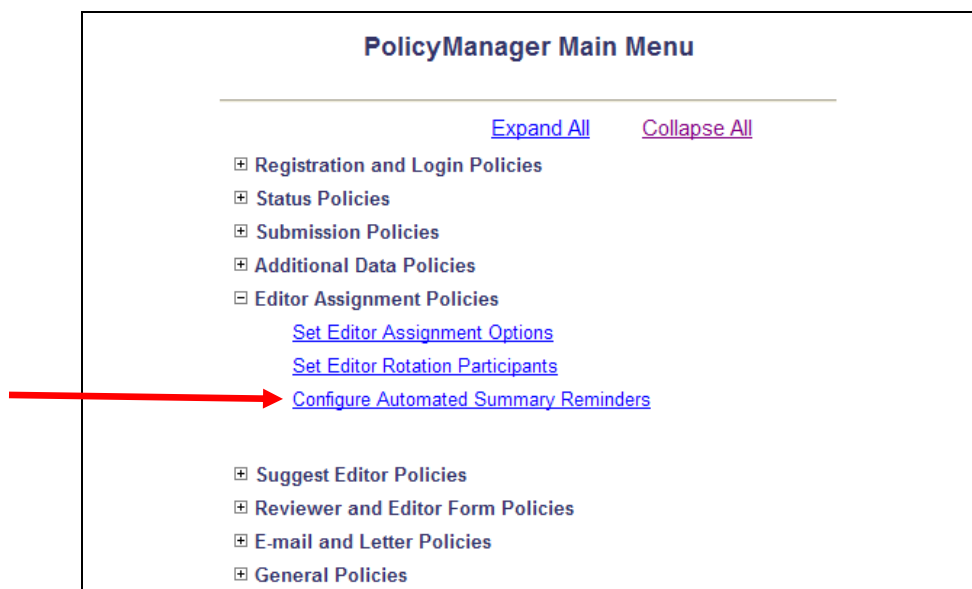 PolicyManager Main Menu
Expand All Collapse All
Registration and Login Policies
Status Policies
Submission Policies
Additional Data Policies
Editor Assignment Policies
Set Editor Assignment Options
Set Editor Rotation Participants
Configure Automated Summary Reminders
Suggest Editor Policies
Reviewer and Editor Form Policies
E-mail and Letter Policies
General Policies